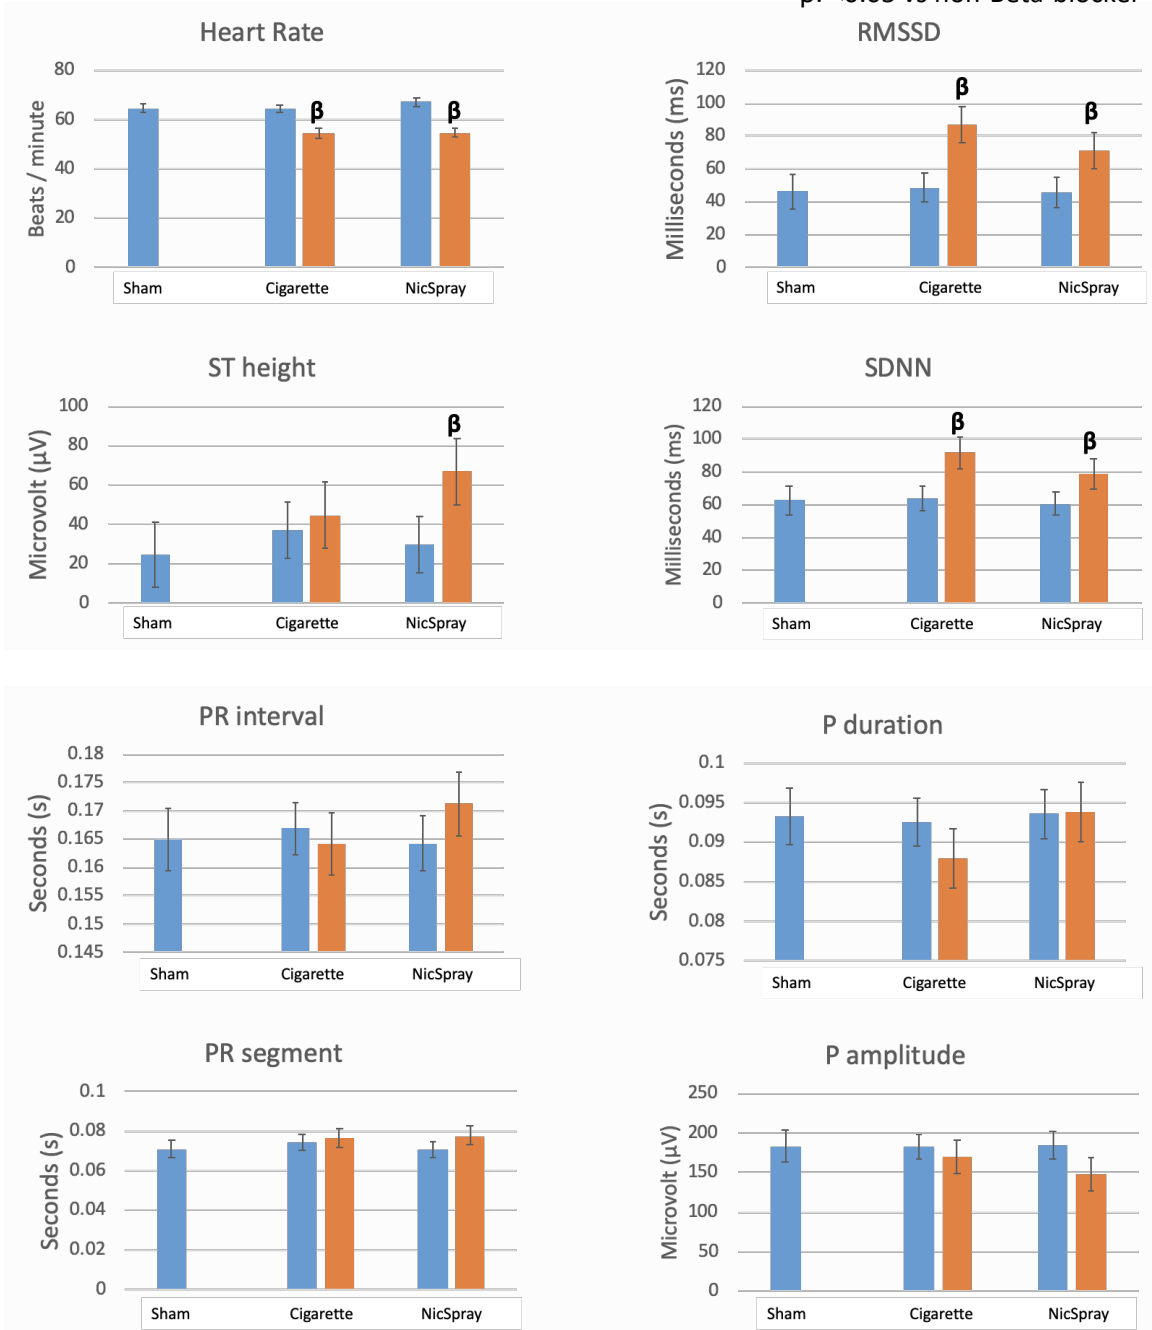 vs non-Beta-blocker
Heart Rate
80
60
40
20
0
Beats / minute
β
β
Sham Cigarette NicSpray
RMSSD
120
100
80
60
40
20
0
Milliseconds (ms)
β
β
Sham Cigarette NicSpray
ST height
100
80
60
40
20
0
Microvolt (µV)
β
Sham Cigarette NicSpray
SDNN
120
100
80
60
40
20
0
Milliseconds (ms)
β
β
Sham Cigarette NicSpray
PR interval
0.18
0.175
0.17
0.165
0.16
0.155
0.15
0.145
Seconds (s)
Sham Cigarette NicSpray
P duration
0.1
0.095
0.09
0.085
0.08
0.075
Seconds (s)
Sham Cigarette NicSpray
PR segment
0.1
0.08
0.06
0.04
0.02
0
Seconds (s)
Sham Cigarette NicSpray
P amplitude
250
200
150
100
50
0
Microvolt (µV)
Sham Cigarette NicSpray